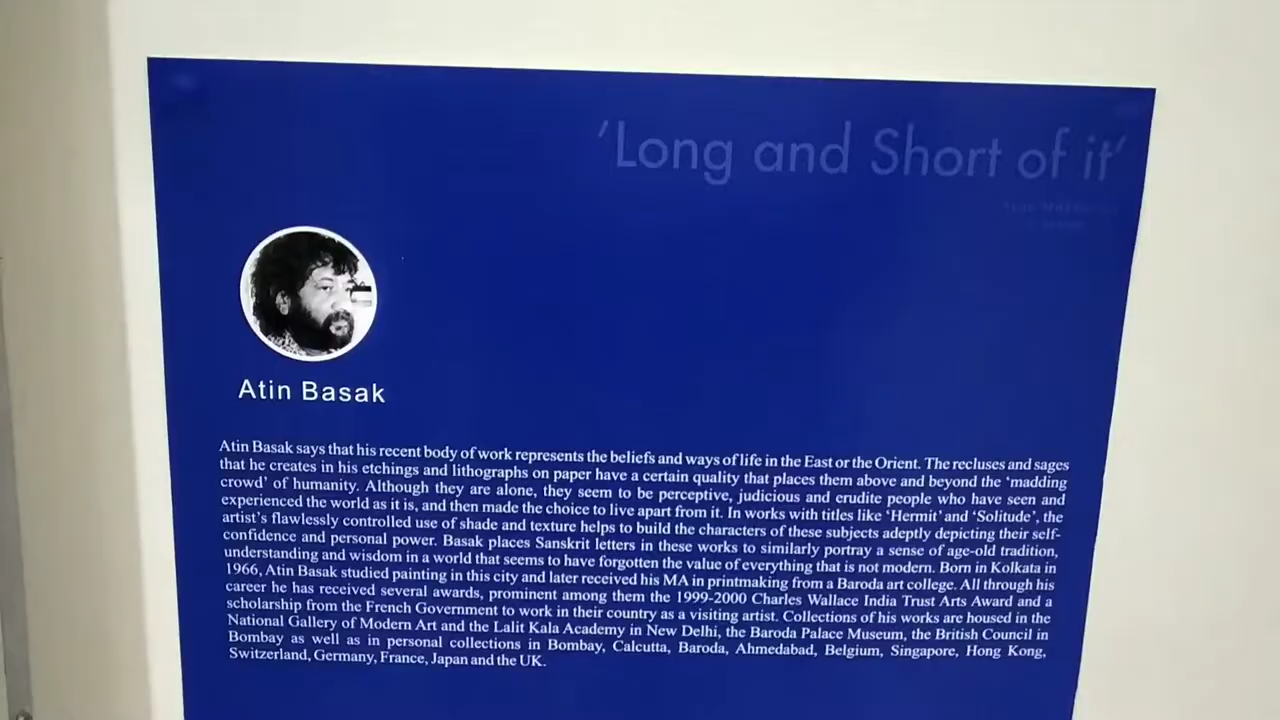 'Long and Short of it'
Atin Basak
Atin Basak says that his recent body of work represents the beliefs and ways of life in the East or the Orient. The recluses and sages
that he creates in his etchings and lithographs on paper have a certain quality that places them above and beyond the ‘madding
crowd’ of humanity. Although they are alone, they seem to be perceptive, judicious and erudite people who have seen and
experienced the world as it is, and then made the choice to live apart from it. In works with titles like ‘Hermit’ and ‘Solitude’, the
artist’s flawlessly controlled use of shade and texture helps to build the characters of these subjects adeptly depicting their self-
confidence and personal power. Basak places Sanskrit letters in these works to similarly portray a sense of age-old tradition,
understanding and wisdom in a world that seems to have forgotten the value of everything that is not modern. Born in Kolkata in
1966, Atin Basak studied painting in this city and later received his MA in printmaking from a Baroda art college. All through his
career he has received several awards, prominent among them the 1999-2000 Charles Wallace India Trust Arts Award and a
scholarship from the French Government to work in their country as a visiting artist. Collections of his works are housed in the
National Gallery of Modern Art and the Lalit Kala Academy in New Delhi, the Baroda Palace Museum, the British Council in
Bombay as well as in personal collections in Bombay, Calcutta, Baroda, Ahmedabad, Belgium, Singapore, Hong Kong,
Switzerland, Germany, France, Japan and the UK.